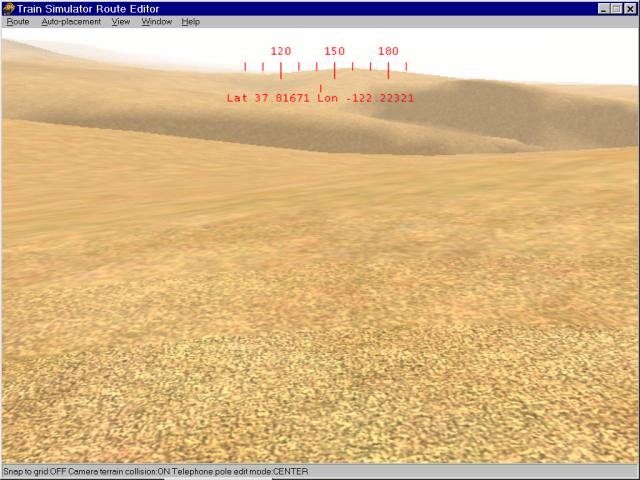 Train Simulator Route Editor
Route Auto-placement View Window Help
120 150 180
Lat 37.81671 Lon -122.22321
Snap to grid:OFF Camera terrain collision:ON Telephone pole edit mode:CENTER